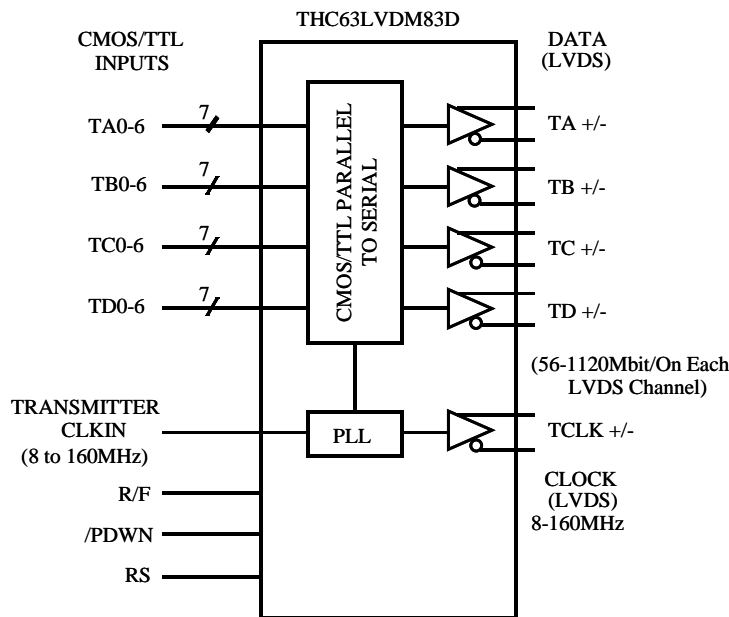 THC63LVDM83D
CMOS/TTL
INPUTS
DATA
(LVDS)
TA0-6
7
TA +/-
TB0-6
7
TB +/-
TC0-6
7
TC +/-
TD0-6
7
TD +/-
CMOS/TTL PARALLEL
TO SERIAL
(56-1120Mbit/On Each
LVDS Channel)
TRANSMITTER
CLKIN
(8 to 160MHz)
PLL
TCLK +/-
R/F
CLOCK
(LVDS)
8-160MHz
/PDWN
RS